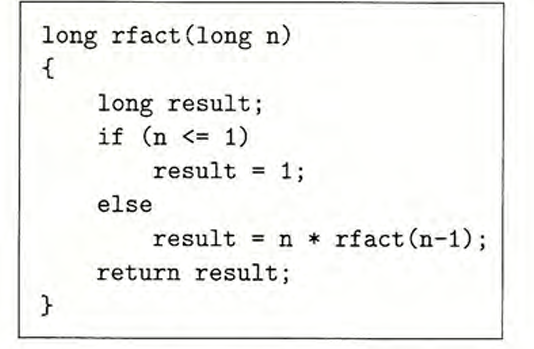 long rfact(long n)
{
    long result;
    if (n <= 1)
        result = 1;
    else
        result = n * rfact(n-1);
    return result;
}